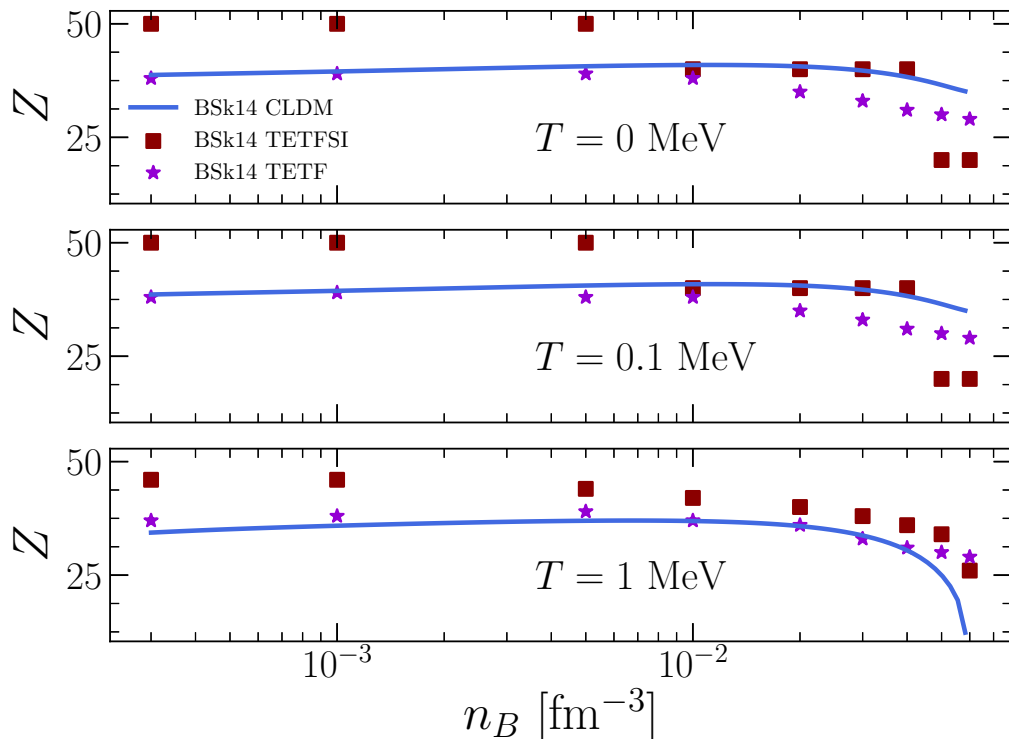 50
Z
25
BSk14 CLDM
BSk14 TETFSI
BSk14 TETF
T = 0 MeV
50
Z
25
T = 0.1 MeV
50
Z
25
T = 1 MeV
10⁻³
10⁻²
n_B [fm⁻³]